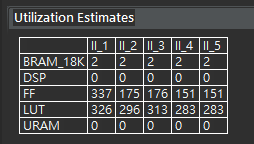 Utilization Estimates
II_1 II_2 II_3 II_4 II_5
BRAM_18K 2 2 2 2 2
DSP 0 0 0 0 0
FF 337 175 176 151 151
LUT 326 296 313 283 283
URAM 0 0 0 0 0